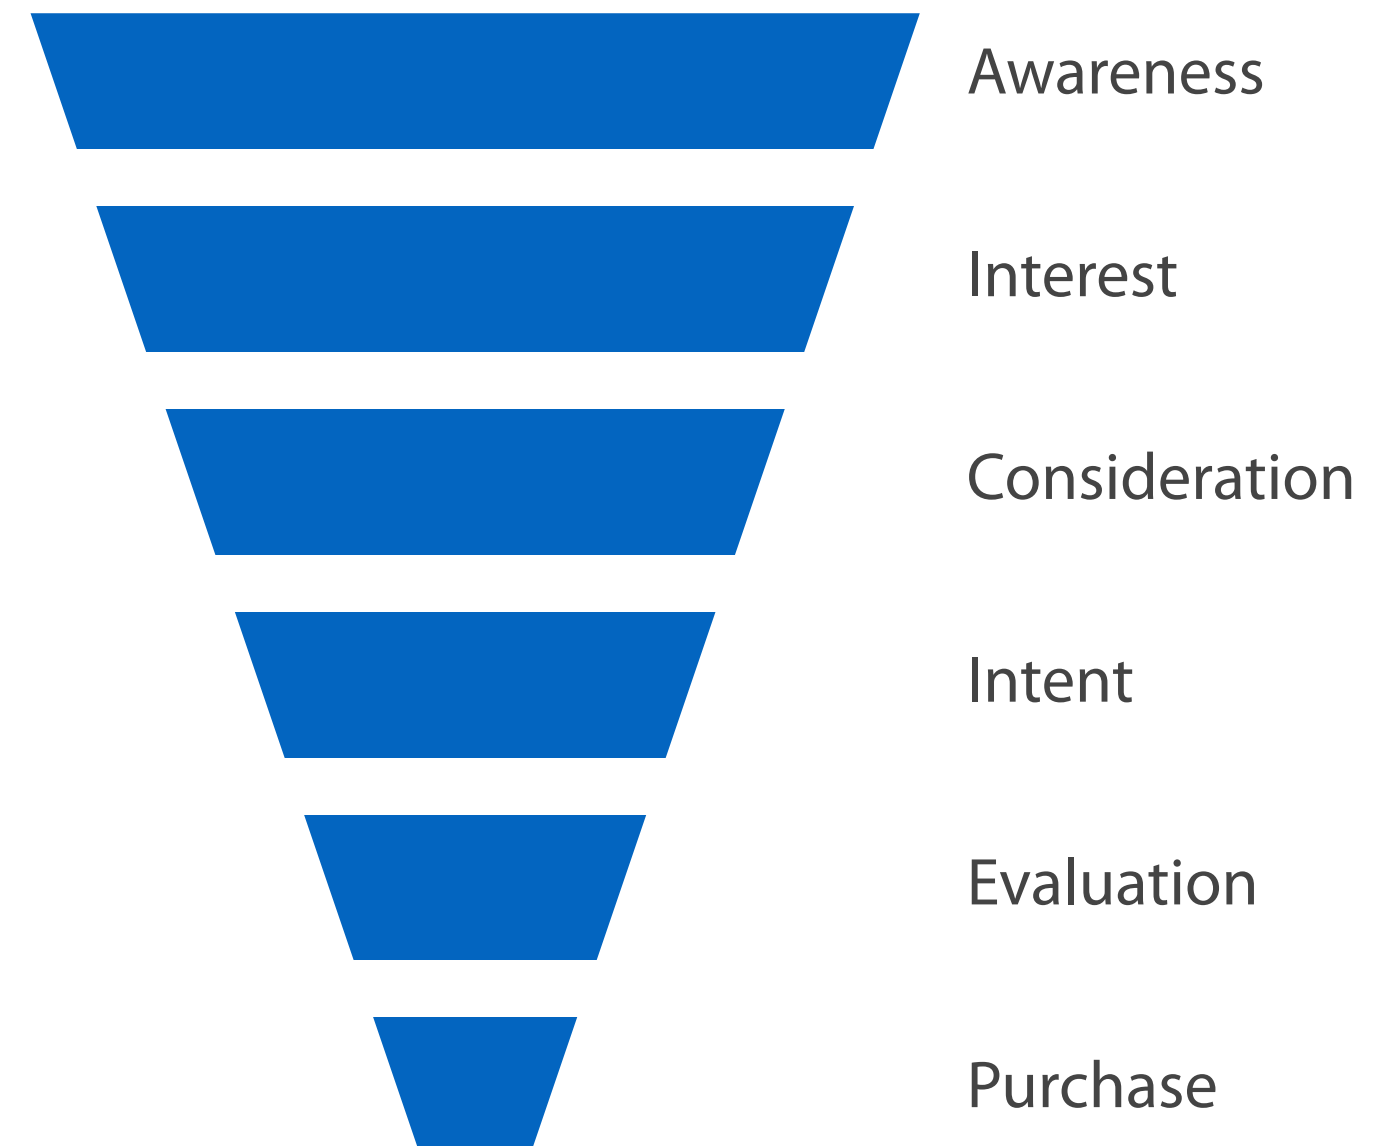 Awareness
Interest
Consideration
Intent
Evaluation
Purchase